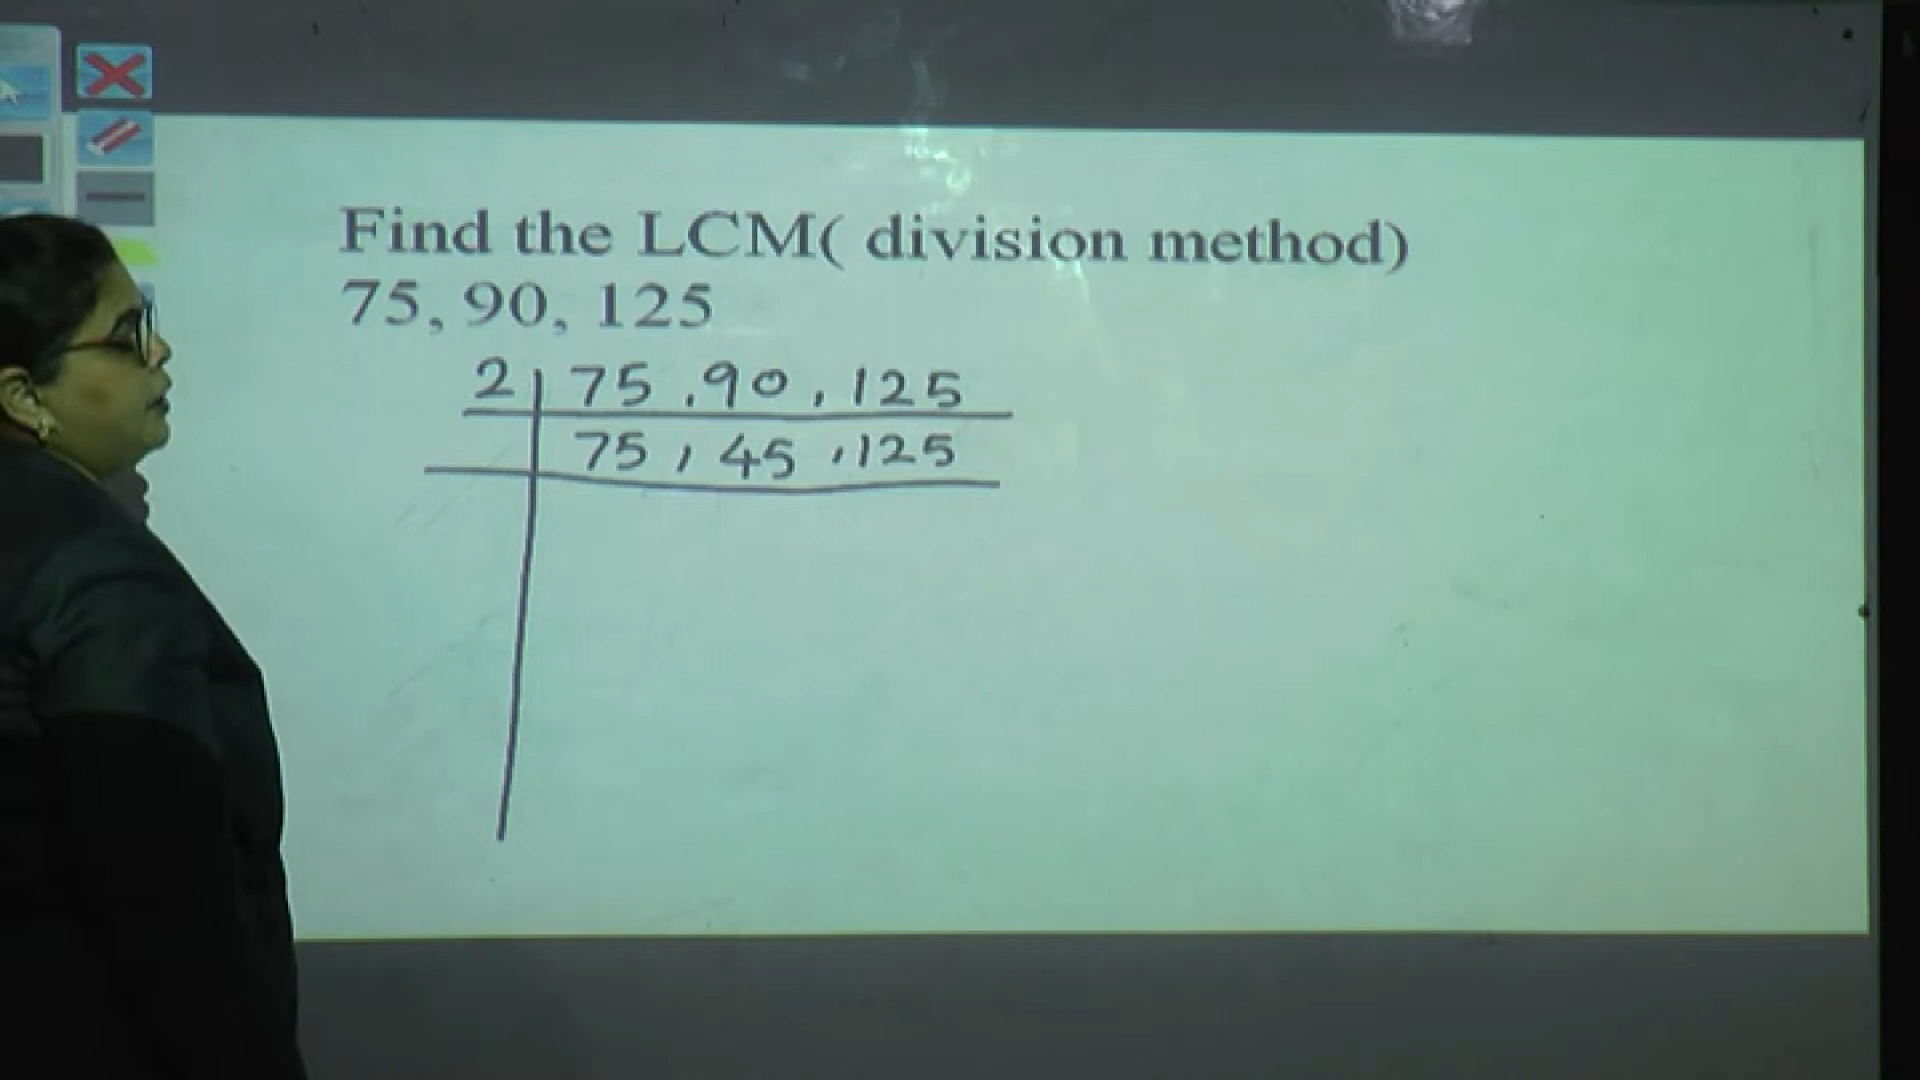 Find the LCM( division method)
75, 90, 125
2 75 , 90 , 125
75 , 45 , 125